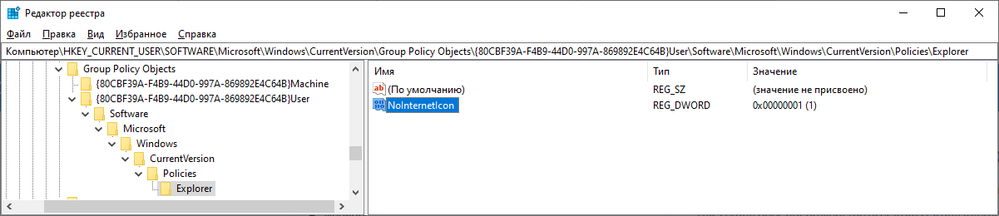 Редактор реестра
Файл Правка Вид Избранное Справка
Компьютер\HKEY_CURRENT_USER\SOFTWARE\Microsoft\Windows\CurrentVersion\Group Policy Objects\{80CBF39A-F4B9-44D0-997A-869892E4C64B}User\Software\Microsoft\Windows\CurrentVersion\Policies\Explorer
Group Policy Objects
{80CBF39A-F4B9-44D0-997A-869892E4C64B}Machine
{80CBF39A-F4B9-44D0-997A-869892E4C64B}User
Software
Microsoft
Windows
CurrentVersion
Policies
Explorer
Имя Тип Значение
ab (По умолчанию) REG_SZ (значение не присвоено)
NoInternetIcon REG_DWORD 0x00000001 (1)